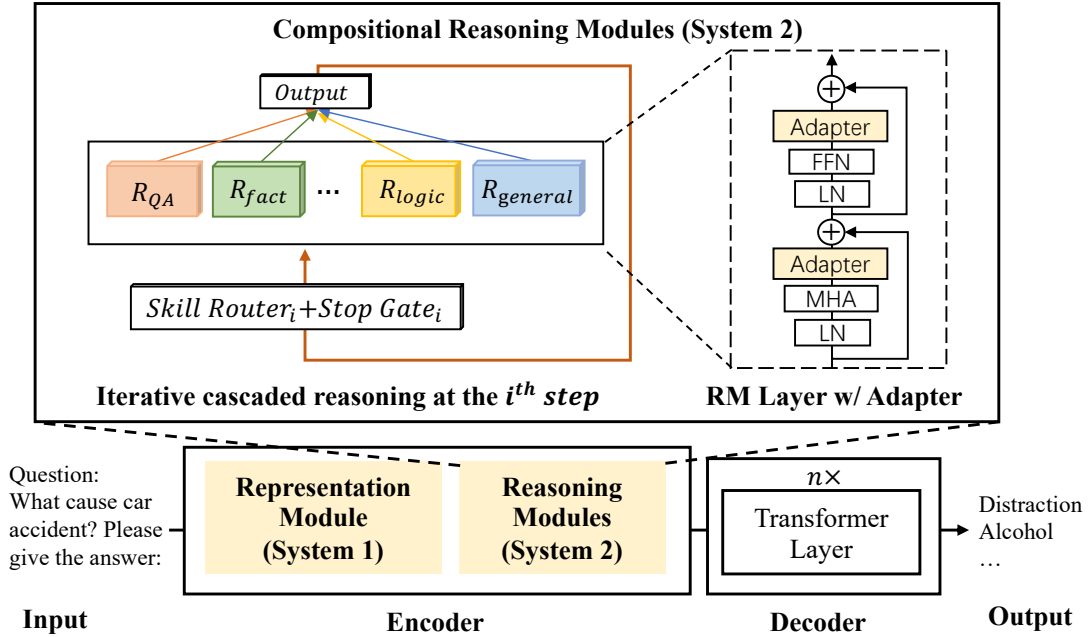 Compositional Reasoning Modules (System 2)
Output
R_QA
R_fact
...
R_logic
R_general
Skill Router_i+Stop Gate_i
Iterative cascaded reasoning at the i^th step
Adapter
FFN
LN
Adapter
MHA
LN
RM Layer w/ Adapter
Question:
What cause car
accident? Please
give the answer:
Input
Representation
Module
(System 1)
Reasoning
Modules
(System 2)
Encoder
n×
Transformer
Layer
Decoder
Distraction
Alcohol
…
Output